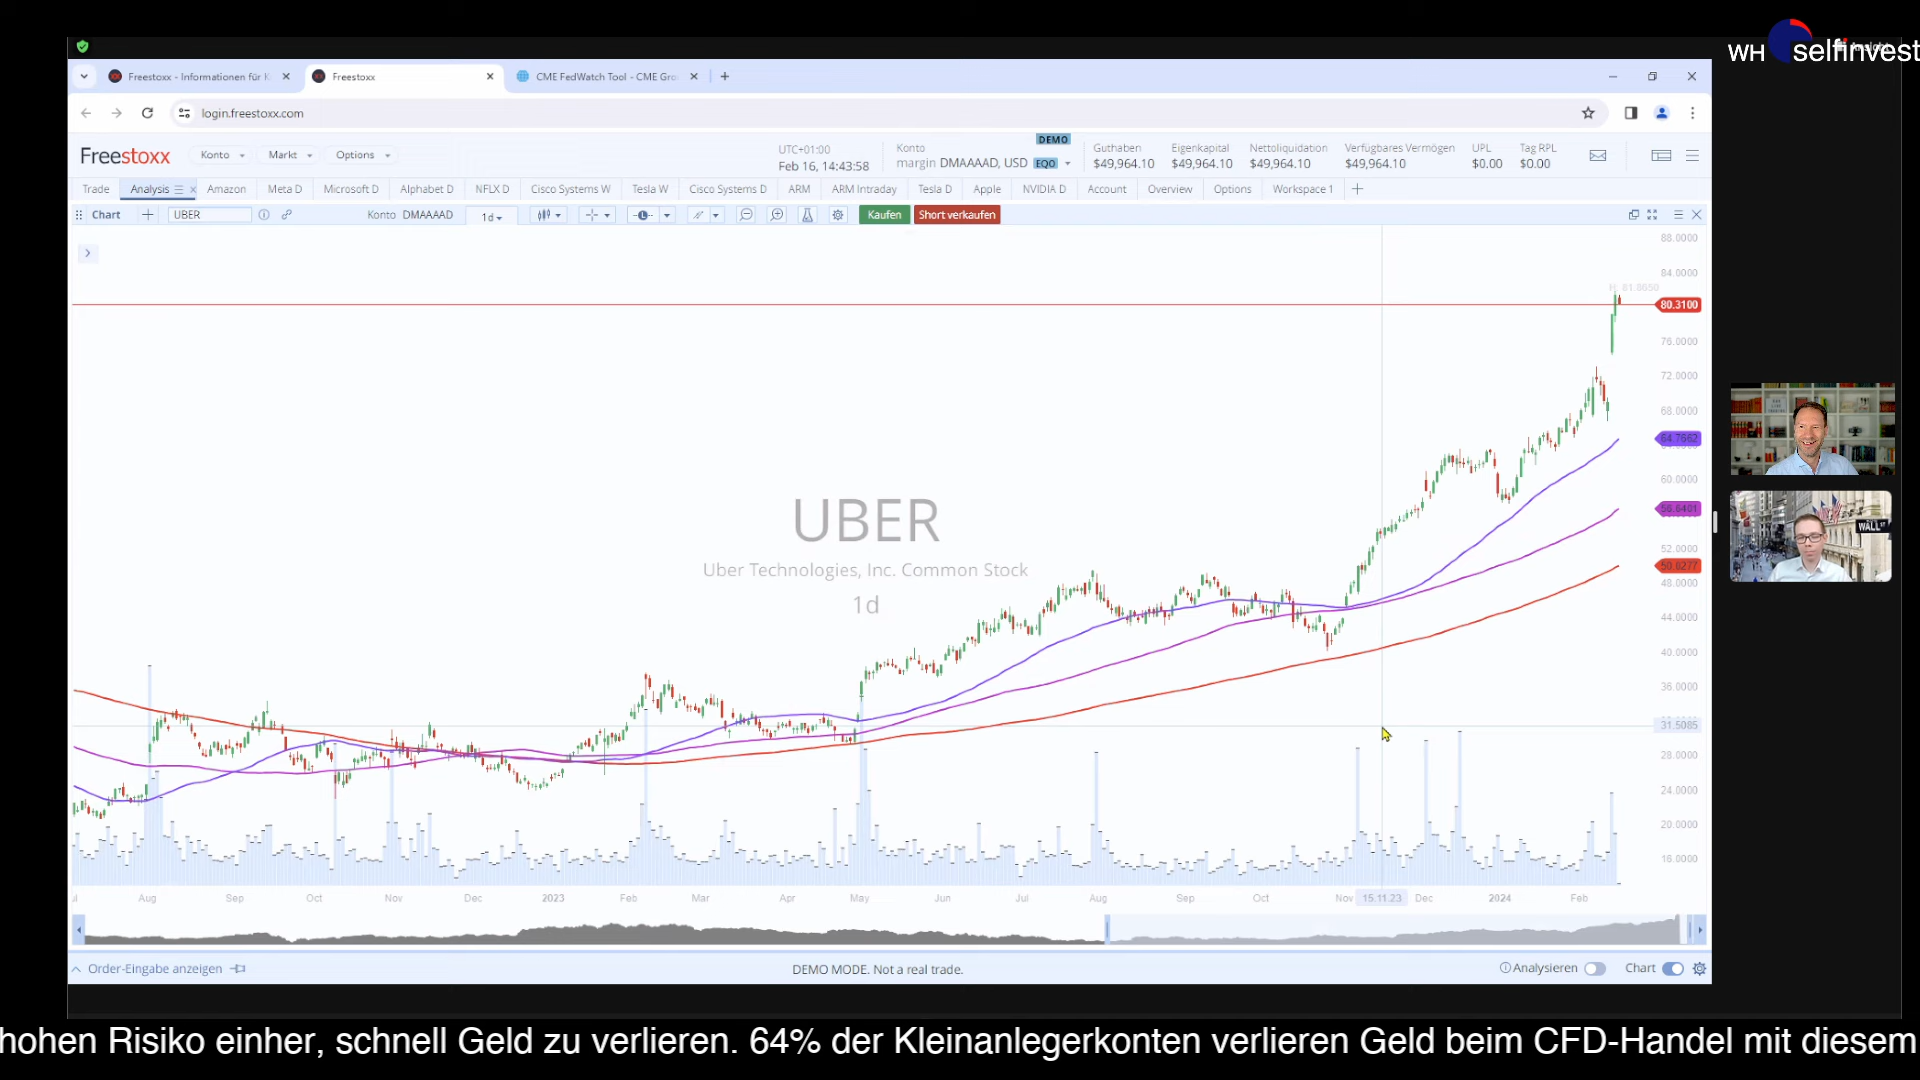 WH selfinvest
Freestoxx - Informationen für K
Freestoxx
CME FedWatch Tool - CME Gro
login.freestoxx.com
Freestoxx
Konto
Markt
Options
UTC+01:00
Feb 16, 14:43:58
Konto
margin DMAAAAD, USD EQO
DEMO
Guthaben
$49,964.10
Eigenkapital
$49,964.10
Nettoliquidation
$49,964.10
Verfügbares Vermögen
$49,964.10
UPL
$0.00
Tag RPL
$0.00
Trade Analysis Amazon Meta D Microsoft D Alphabet D NFLX D Cisco Systems W Tesla W Cisco Systems D ARM ARM Intraday Tesla D Apple NVIDIA D Account Overview Options Workspace 1
Chart UBER Konto DMAAAAD 1d Kaufen Short verkaufen
88.0000
84.0000
H: 81.8650
80.3100
76.0000
72.0000
68.0000
64.7662
60.0000
56.6401
52.0000
50.0277
48.0000
44.0000
40.0000
36.0000
31.5085
28.0000
24.0000
20.0000
16.0000
UBER
Uber Technologies, Inc. Common Stock
1d
WALL
Aug Sep Oct Nov Dec 2023 Feb Mar Apr May Jun Jul Aug Sep Oct Nov 15.11.23 Dec 2024 Feb
Order-Eingabe anzeigen
DEMO MODE. Not a real trade.
Analysieren
Chart
hohen Risiko einher, schnell Geld zu verlieren. 64% der Kleinanlegerkonten verlieren Geld beim CFD-Handel mit diesem